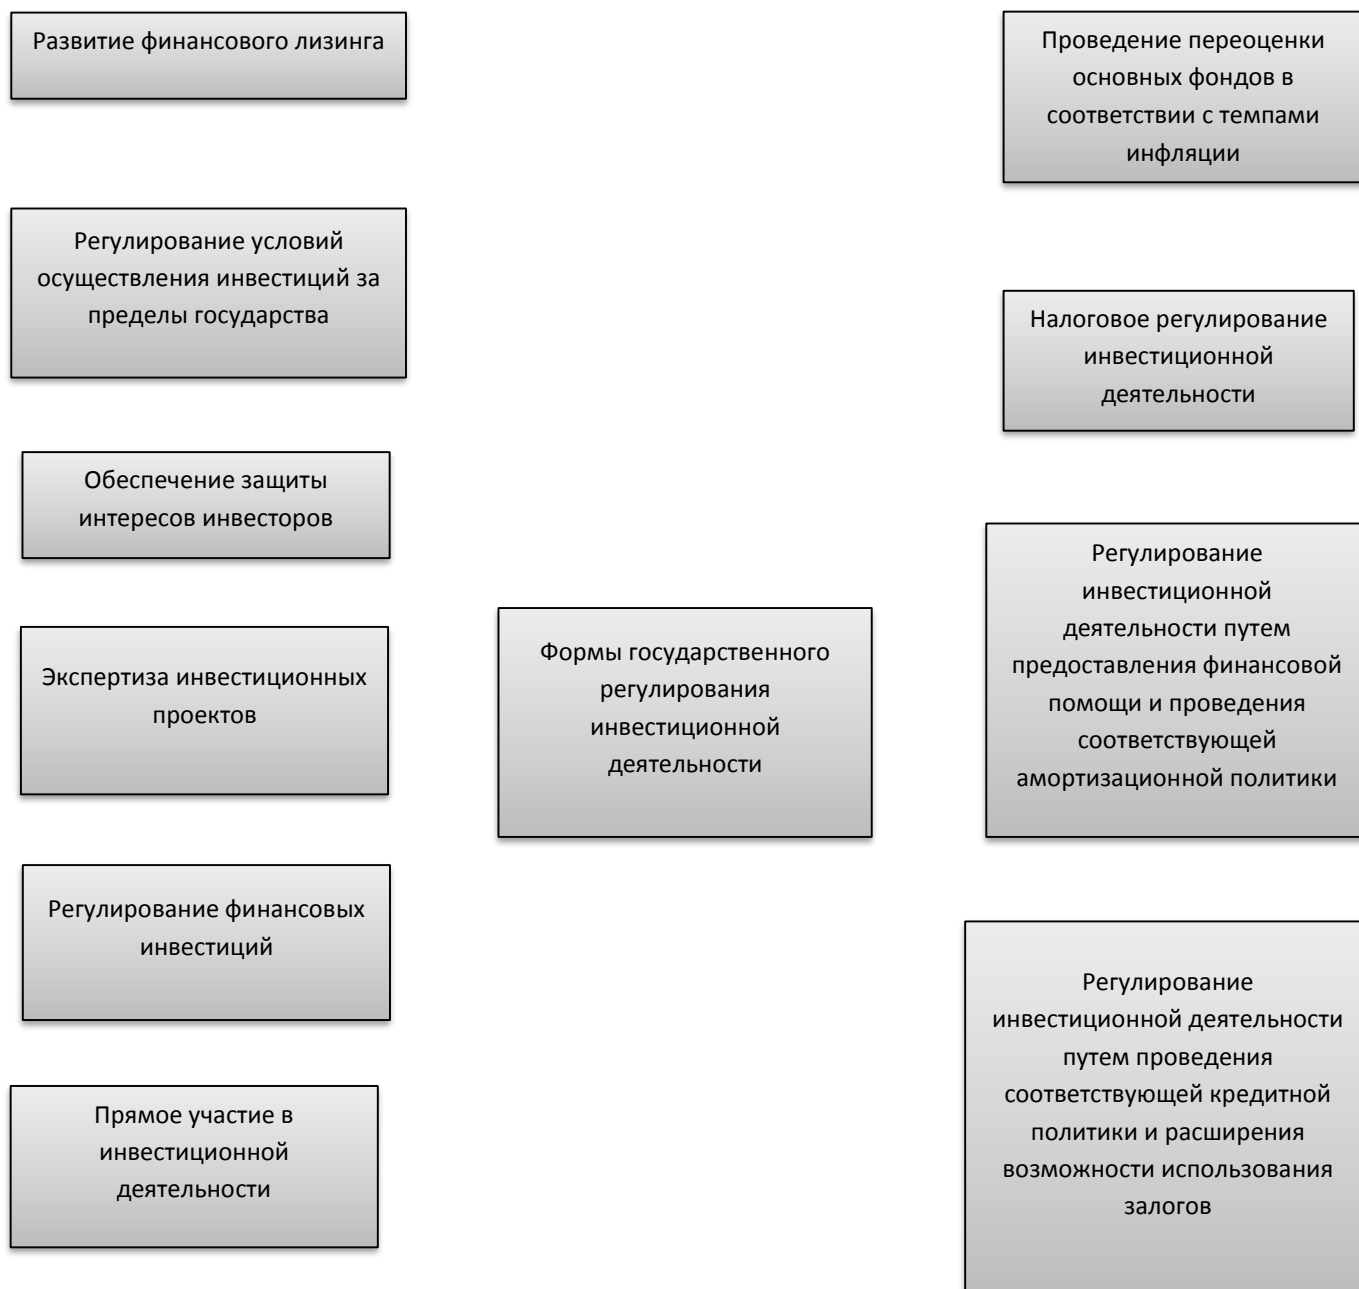 Развитие финансового лизинга
Регулирование условий
осуществления инвестиций за
пределы государства
Обеспечение защиты
интересов инвесторов
Экспертиза инвестиционных
проектов
Регулирование финансовых
инвестиций
Прямое участие в
инвестиционной
деятельности
Формы государственного
регулирования
инвестиционной
деятельности
Проведение переоценки
основных фондов в
соответствии с темпами
инфляции
Налоговое регулирование
инвестиционной
деятельности
Регулирование
инвестиционной
деятельности путем
предоставления финансовой
помощи и проведения
соответствующей
амортизационной политики
Регулирование
инвестиционной деятельности
путем проведения
соответствующей кредитной
политики и расширения
возможности использования
залогов